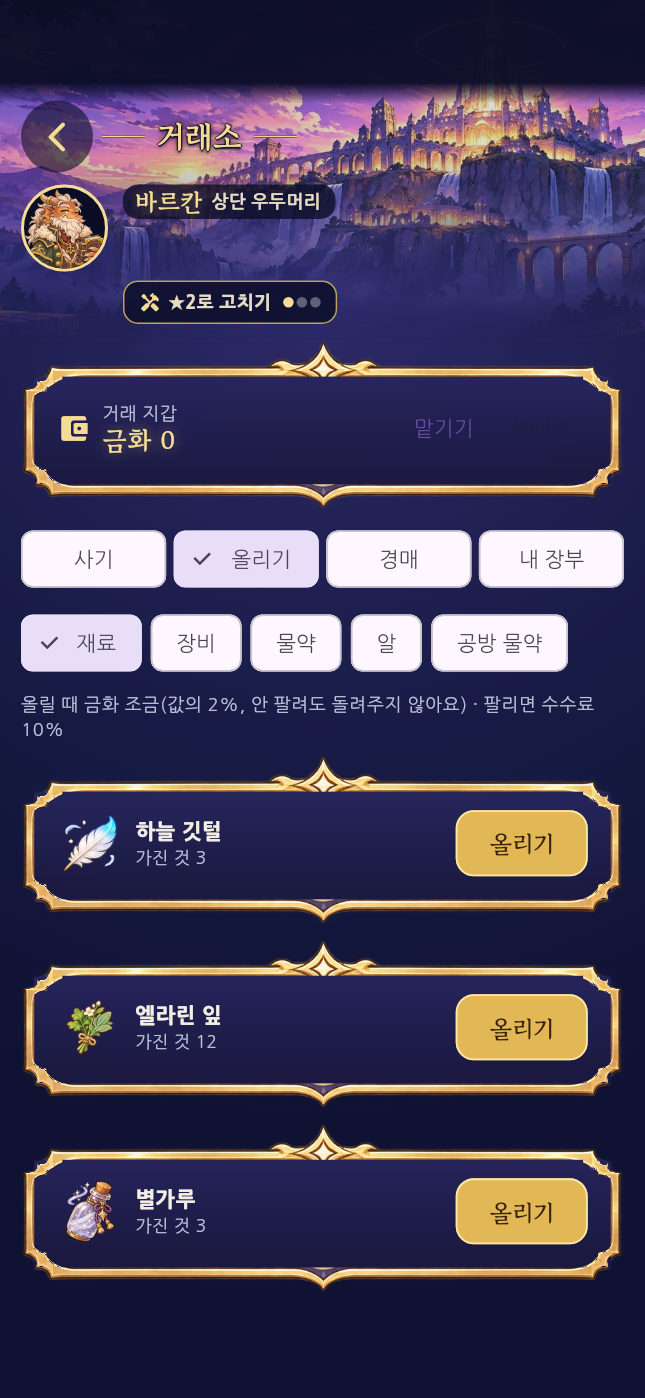 거래소
바르칸 상단 우두머리
★2로 고치기
거래 지갑
금화 0
맡기기
사기
올리기
경매
내 장부
재료
장비
물약
알
공방 물약
올릴 때 금화 조금(값의 2%, 안 팔려도 돌려주지 않아요) · 팔리면 수수료
10%
하늘 깃털
가진 것 3
올리기
엘라린 잎
가진 것 12
올리기
별가루
가진 것 3
올리기